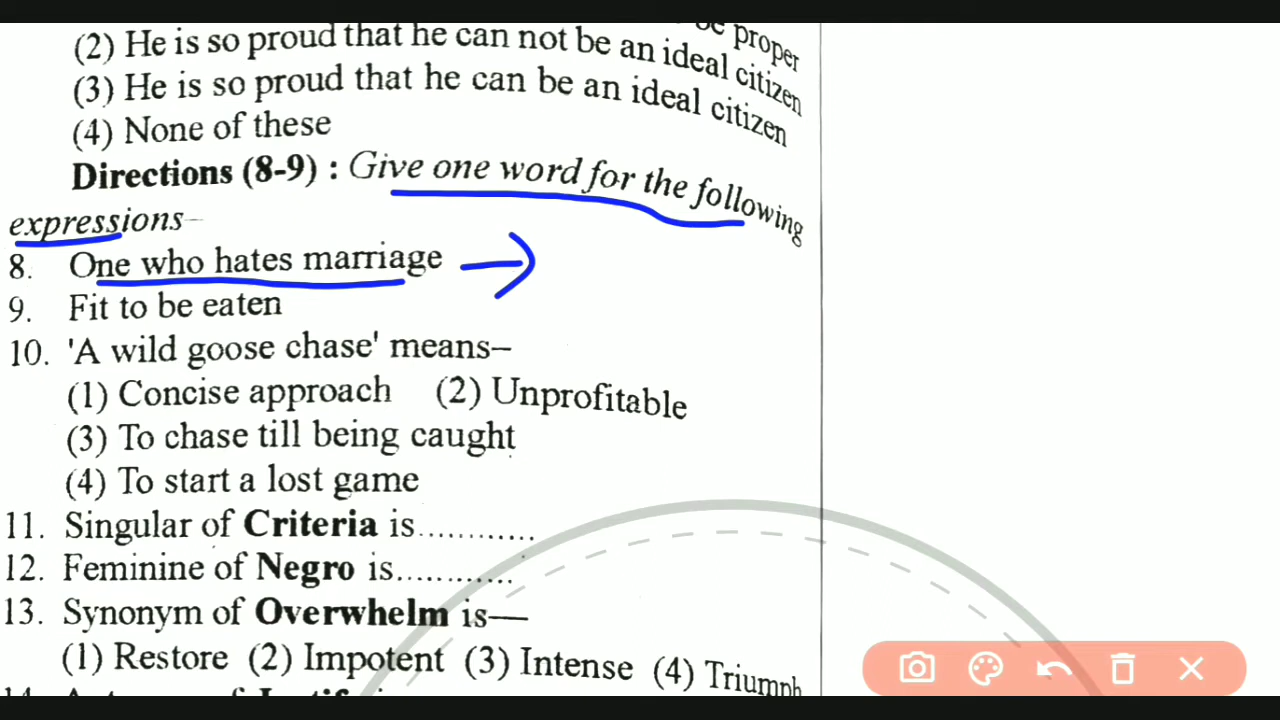 be proper
(2) He is so proud that he can not be an ideal citizen
(3) He is so proud that he can be an ideal citizen
(4) None of these
Directions (8-9) : Give one word for the following
expressions–
8. One who hates marriage
9. Fit to be eaten
10. 'A wild goose chase' means–
(1) Concise approach (2) Unprofitable
(3) To chase till being caught
(4) To start a lost game
11. Singular of Criteria is............
12. Feminine of Negro is............
13. Synonym of Overwhelm is—
(1) Restore (2) Impotent (3) Intense (4) Triumph